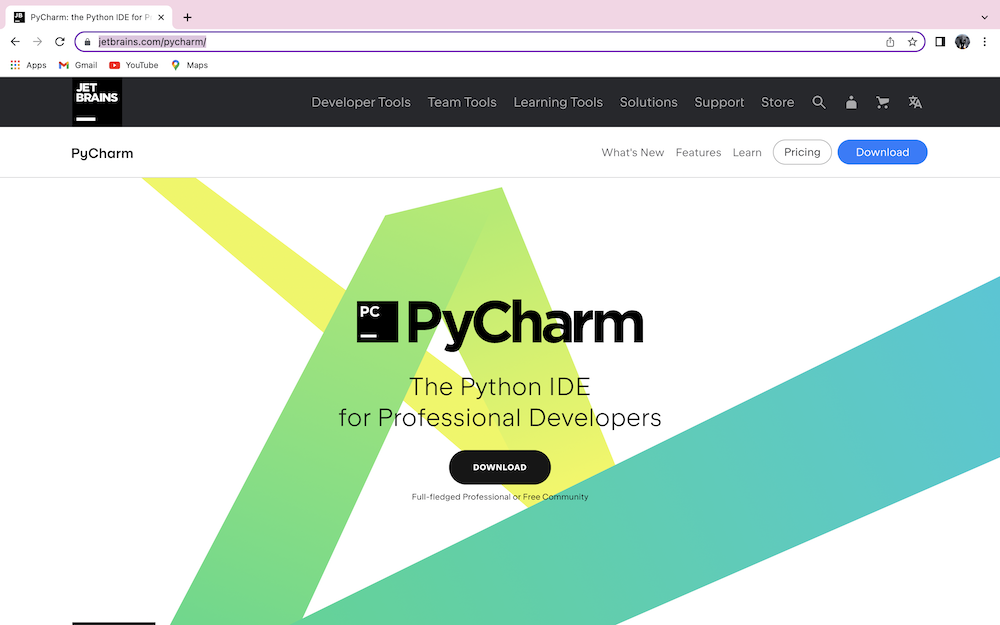 JB
PyCharm: the Python IDE for P
jetbrains.com/pycharm/
Apps Gmail YouTube Maps
JET
BRAINS
Developer Tools Team Tools Learning Tools Solutions Support Store
PyCharm
What's New Features Learn Pricing Download
PC
PyCharm
The Python IDE
for Professional Developers
DOWNLOAD
Full-fledged Professional or Free Community